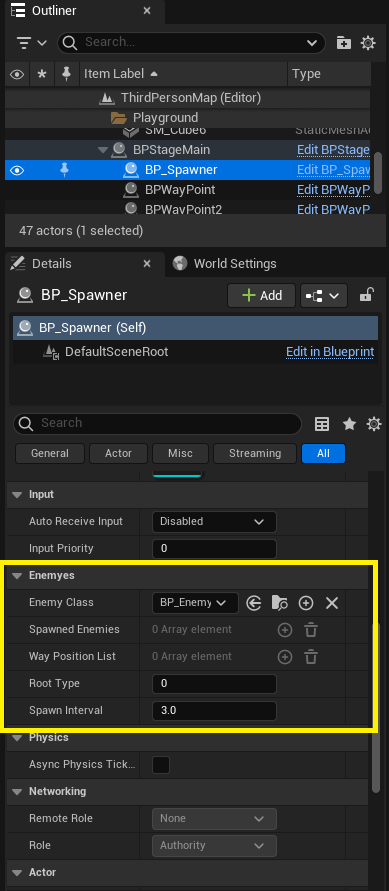 Outliner
Search...
Item Label Type
ThirdPersonMap (Editor)
Playground
SM_Cube6 StaticMeshA
BPStageMain Edit BPStage
BP_Spawner Edit BP_Spaw
BPWayPoint Edit BPWayP
BPWayPoint2 Edit BPWayP
47 actors (1 selected)
Details World Settings
BP_Spawner Add
BP_Spawner (Self)
DefaultSceneRoot Edit in Blueprint
Search
General Actor Misc Streaming All
Input
Auto Receive Input Disabled
Input Priority 0
Enemyes
Enemy Class BP_Enemy
Spawned Enemies 0 Array element
Way Position List 0 Array element
Root Type 0
Spawn Interval 3.0
Physics
Async Physics Tick...
Networking
Remote Role None
Role Authority
Actor